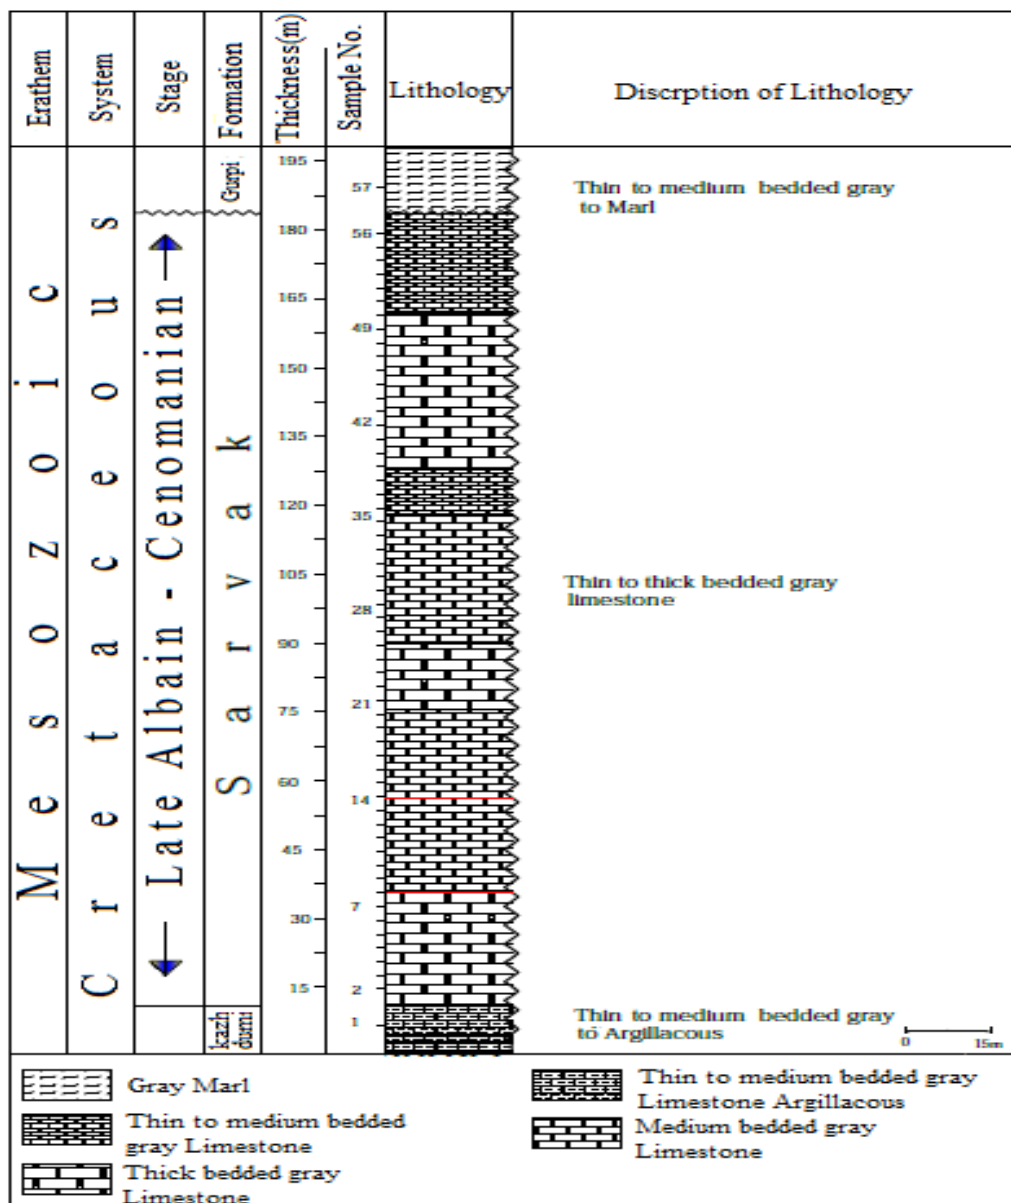 Erathem
System
Stage
Formation
Thickness(m)
Sample No.
Lithology
Discrption of Lithology
Mesozoic
Cretaceous
Late Albain - Cenomanian
Gurpi
Sarvak
kazh
dumi
195
180
165
150
135
120
105
90
75
60
45
30
15
57
56
49
42
35
28
21
14
7
2
1
Thin to medium bedded gray
to Marl
Thin to thick bedded gray
limestone
Thin to medium bedded gray
to Argillacous
0 15m
Gray Marl
Thin to medium bedded
gray Limestone
Thick bedded gray
Limestone
Thin to medium bedded gray
Limestone Argillacous
Medium bedded gray
Limestone